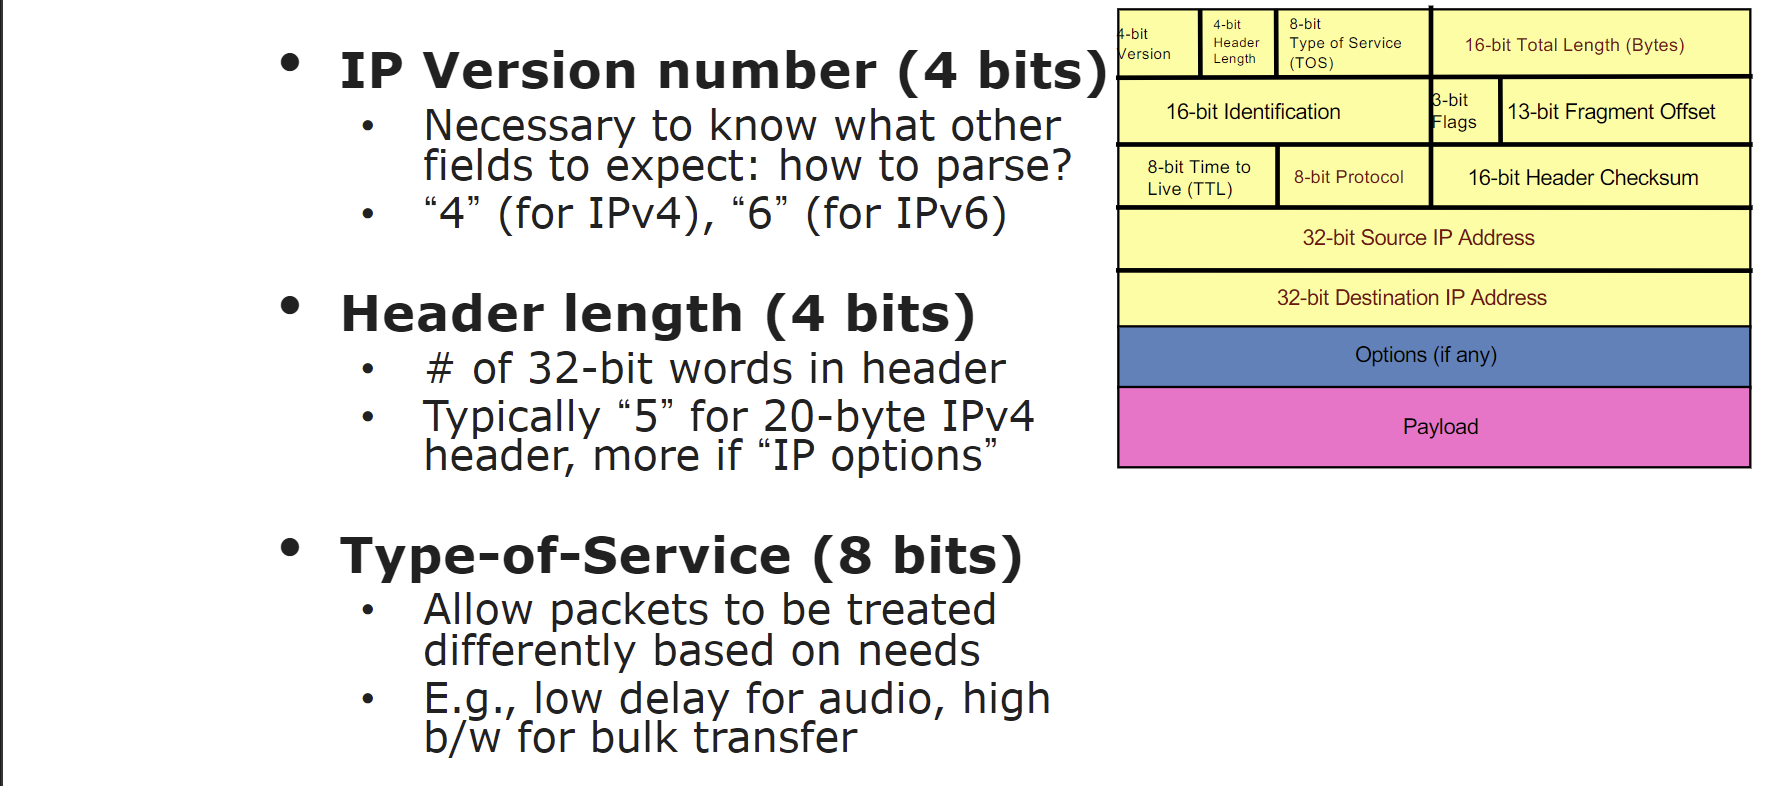 • IP Version number (4 bits)
• Necessary to know what other
fields to expect: how to parse?
• “4” (for IPv4), “6” (for IPv6)
• Header length (4 bits)
• # of 32-bit words in header
• Typically “5” for 20-byte IPv4
header, more if “IP options”
• Type-of-Service (8 bits)
• Allow packets to be treated
differently based on needs
• E.g., low delay for audio, high
b/w for bulk transfer
4-bit
Version
4-bit
Header
Length
8-bit
Type of Service
(TOS)
16-bit Total Length (Bytes)
16-bit Identification
3-bit
Flags
13-bit Fragment Offset
8-bit Time to
Live (TTL)
8-bit Protocol
16-bit Header Checksum
32-bit Source IP Address
32-bit Destination IP Address
Options (if any)
Payload